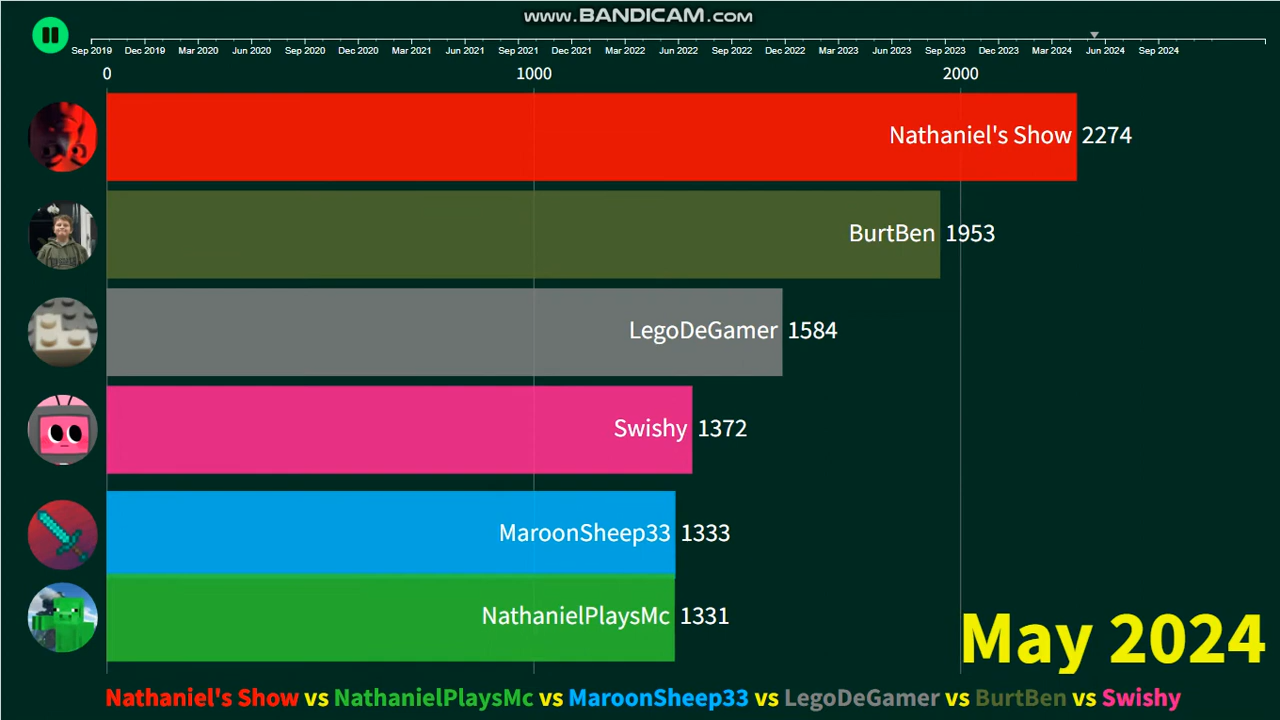 www.BANDICAM.com
Sep 2019 Dec 2019 Mar 2020 Jun 2020 Sep 2020 Dec 2020 Mar 2021 Jun 2021 Sep 2021 Dec 2021 Mar 2022 Jun 2022 Sep 2022 Dec 2022 Mar 2023 Jun 2023 Sep 2023 Dec 2023 Mar 2024 Jun 2024 Sep 2024
0 1000 2000
Nathaniel's Show 2274
BurtBen 1953
LegoDeGamer 1584
Swishy 1372
MaroonSheep33 1333
NathanielPlaysMc 1331
May 2024
Nathaniel's Show vs NathanielPlaysMc vs MaroonSheep33 vs LegoDeGamer vs BurtBen vs Swishy